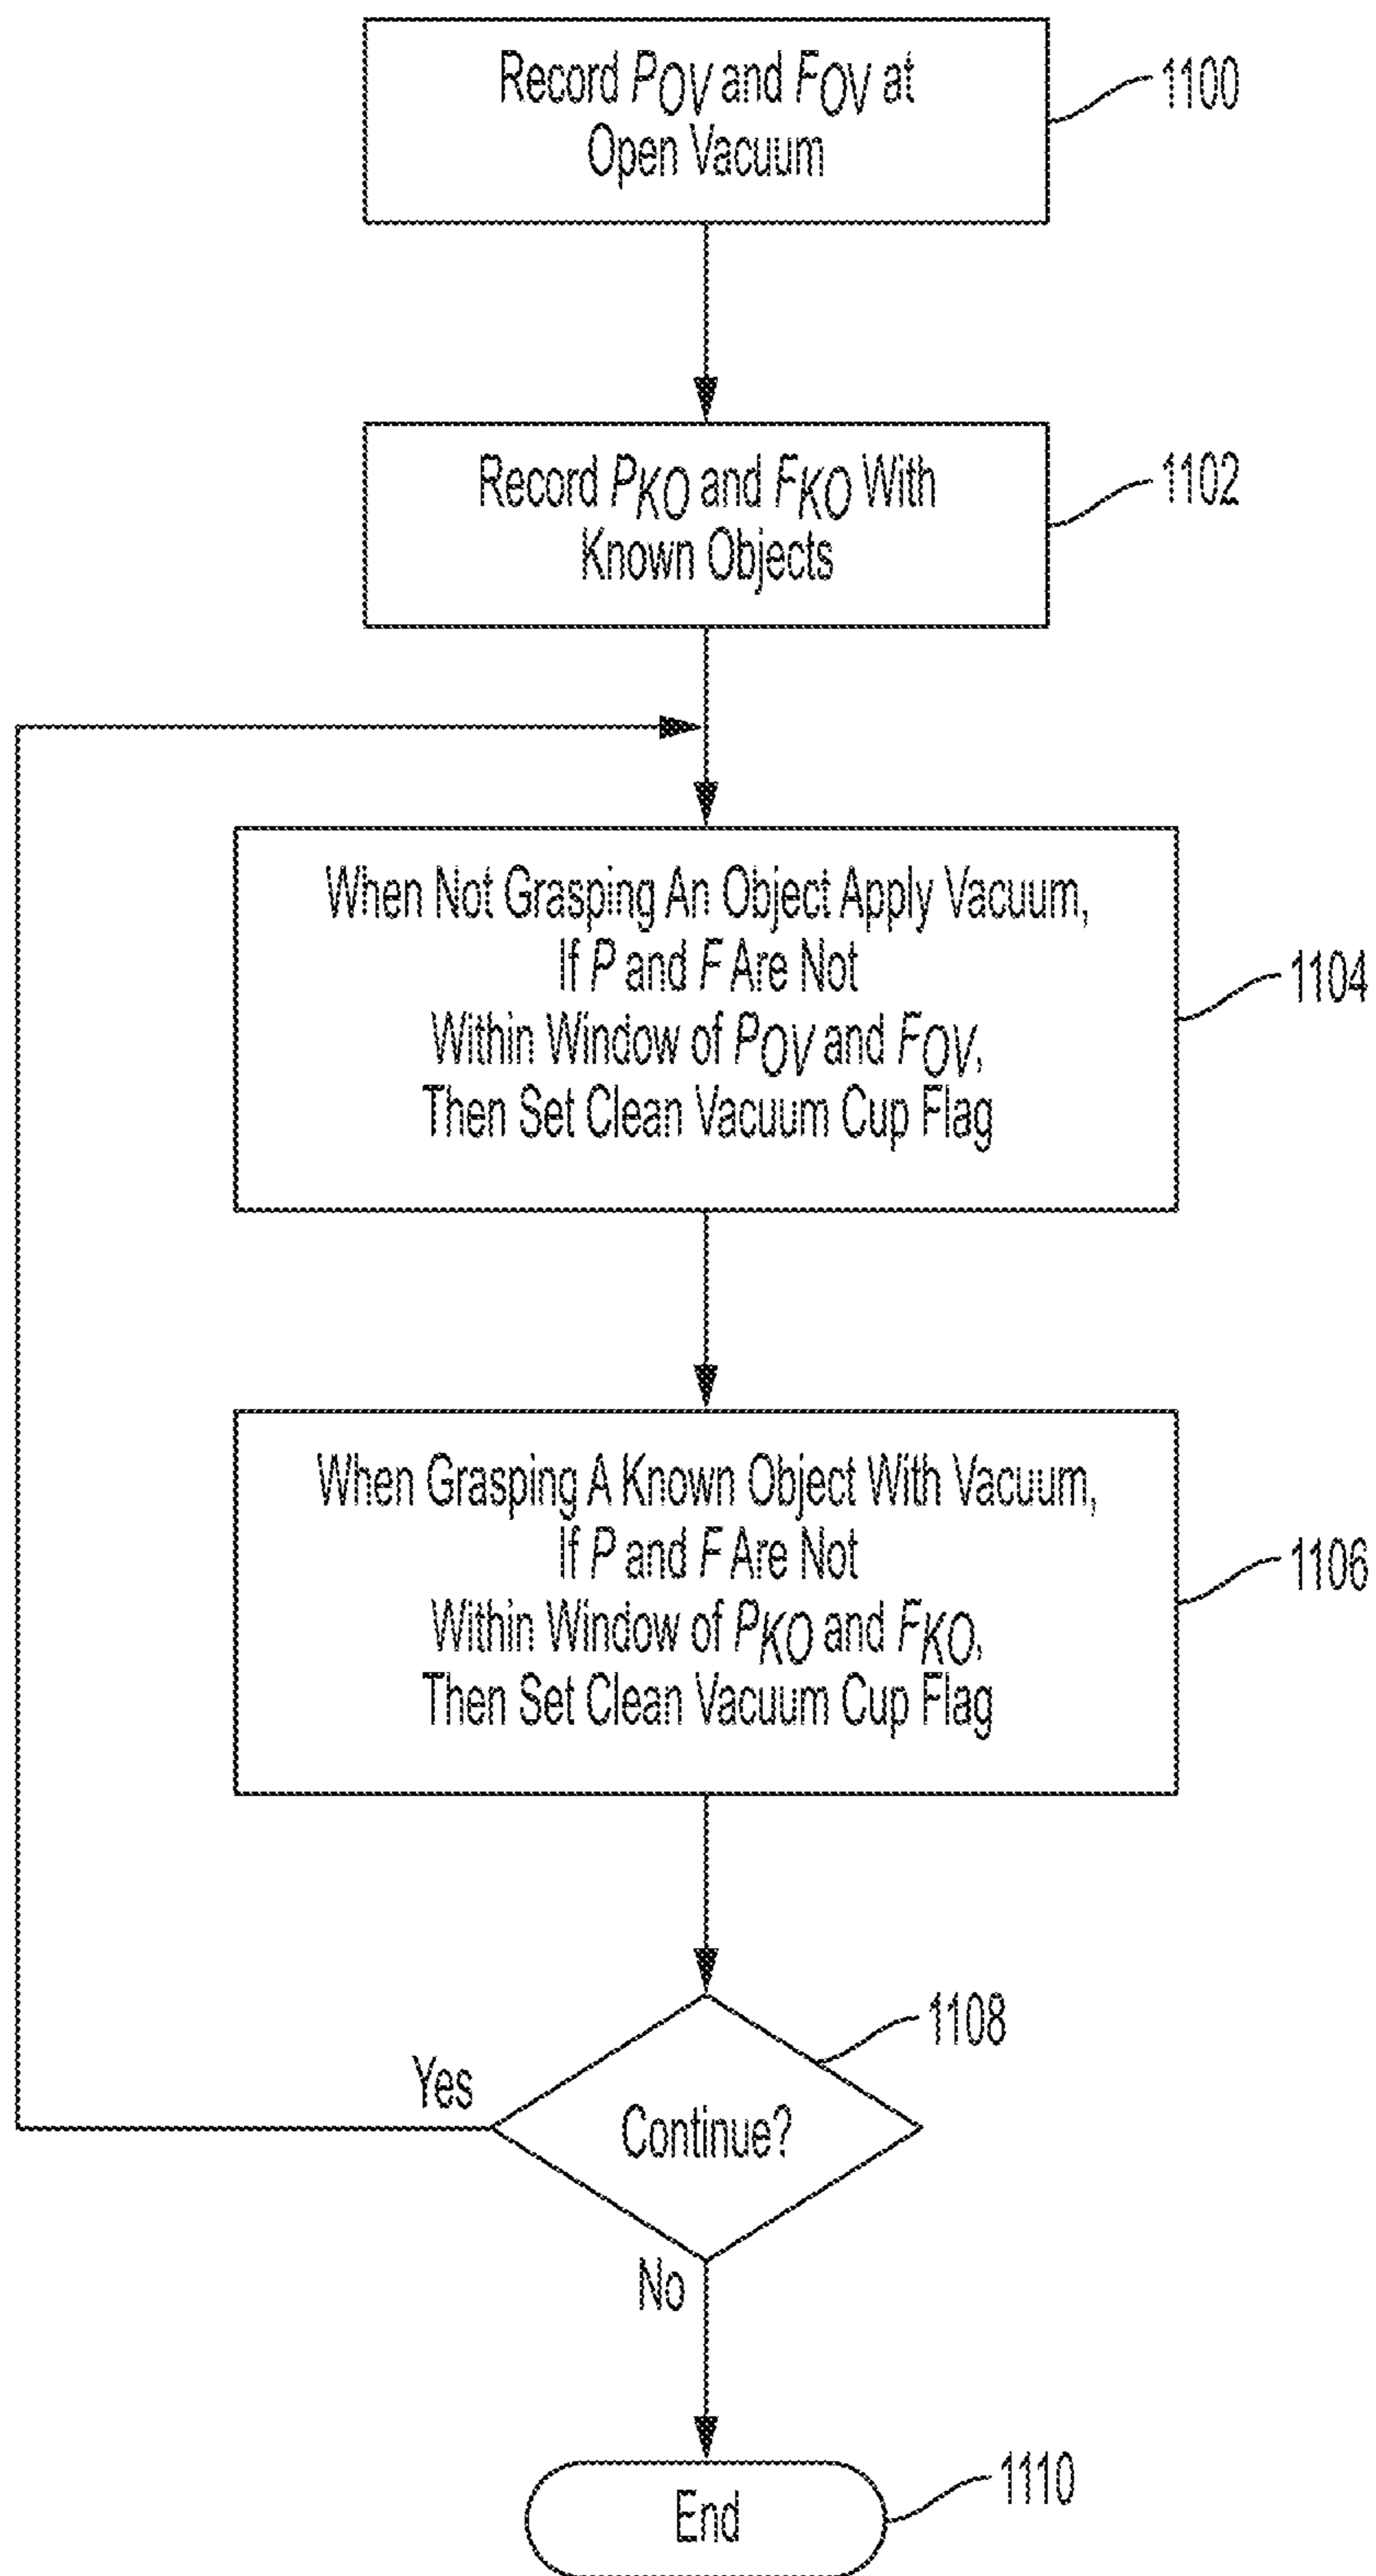 Record POV and FOV at
Open Vacuum
1100
Record PKO and FKO With
Known Objects
1102
When Not Grasping An Object Apply Vacuum,
If P and F Are Not
Within Window of POV and FOV,
Then Set Clean Vacuum Cup Flag
1104
When Grasping A Known Object With Vacuum,
If P and F Are Not
Within Window of PKO and FKO,
Then Set Clean Vacuum Cup Flag
1106
1108
Yes
Continue?
No
End
1110